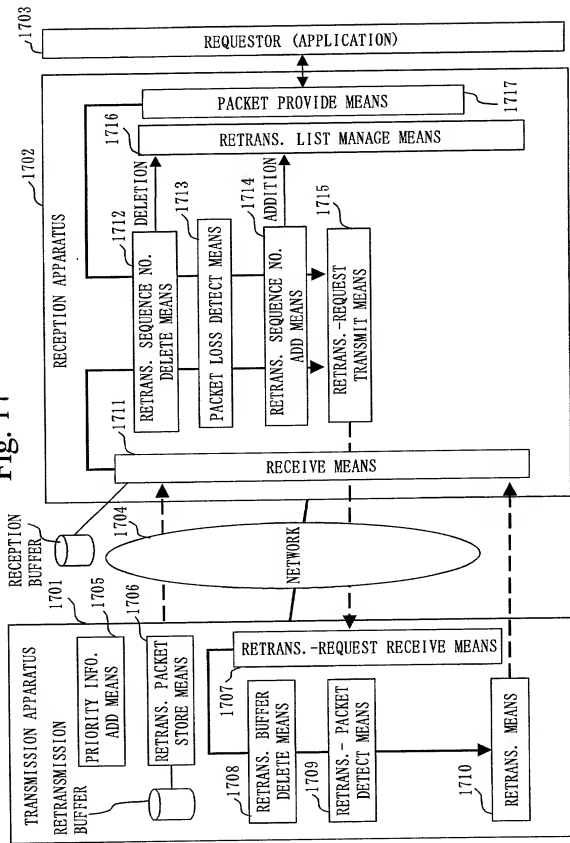 Fig. 17
TRANSMISSION APPARATUS
1701
RETRANSMISSION
BUFFER
PRIORITY INFO.
ADD MEANS
1705
RETRANS. PACKET
STORE MEANS
1706
RETRANS.-REQUEST RECEIVE MEANS
1707
RETRANS. BUFFER
DELETE MEANS
1708
RETRANS.- PACKET
DETECT MEANS
1709
RETRANS. MEANS
1710
RECEPTION
BUFFER
NETWORK
1704
RECEPTION APPARATUS
1702
RECEIVE MEANS
1711
RETRANS. SEQUENCE NO.
DELETE MEANS
1712
DELETION
PACKET LOSS DETECT MEANS
1713
RETRANS. SEQUENCE NO.
ADD MEANS
1714
ADDITION
RETRANS.-REQUEST
TRANSMIT MEANS
1715
RETRANS. LIST MANAGE MEANS
1716
PACKET PROVIDE MEANS
1717
REQUESTOR (APPLICATION)
1703